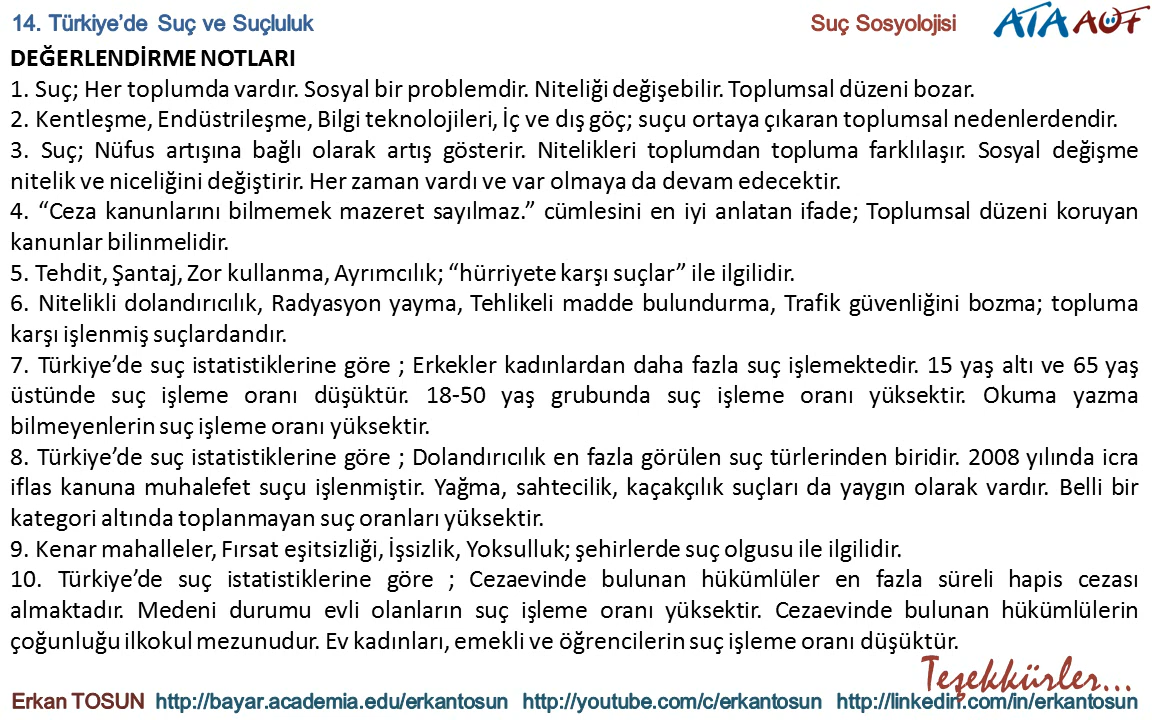 14. Türkiye’de Suç ve Suçluluk
Suç Sosyolojisi
ATA AÖF
DEĞERLENDİRME NOTLARI
1. Suç; Her toplumda vardır. Sosyal bir problemdir. Niteliği değişebilir. Toplumsal düzeni bozar.
2. Kentleşme, Endüstrileşme, Bilgi teknolojileri, İç ve dış göç; suçu ortaya çıkaran toplumsal nedenlerdendir.
3. Suç; Nüfus artışına bağlı olarak artış gösterir. Nitelikleri toplumdan topluma farklılaşır. Sosyal değişme
nitelik ve niceliğini değiştirir. Her zaman vardı ve var olmaya da devam edecektir.
4. “Ceza kanunlarını bilmemek mazeret sayılmaz.” cümlesini en iyi anlatan ifade; Toplumsal düzeni koruyan
kanunlar bilinmelidir.
5. Tehdit, Şantaj, Zor kullanma, Ayrımcılık; “hürriyete karşı suçlar” ile ilgilidir.
6. Nitelikli dolandırıcılık, Radyasyon yayma, Tehlikeli madde bulundurma, Trafik güvenliğini bozma; topluma
karşı işlenmiş suçlardandır.
7. Türkiye’de suç istatistiklerine göre ; Erkekler kadınlardan daha fazla suç işlemektedir. 15 yaş altı ve 65 yaş
üstünde suç işleme oranı düşüktür. 18-50 yaş grubunda suç işleme oranı yüksektir. Okuma yazma
bilmeyenlerin suç işleme oranı yüksektir.
8. Türkiye’de suç istatistiklerine göre ; Dolandırıcılık en fazla görülen suç türlerinden biridir. 2008 yılında icra
iflas kanuna muhalefet suçu işlenmiştir. Yağma, sahtecilik, kaçakçılık suçları da yaygın olarak vardır. Belli bir
kategori altında toplanmayan suç oranları yüksektir.
9. Kenar mahalleler, Fırsat eşitsizliği, İşsizlik, Yoksulluk; şehirlerde suç olgusu ile ilgilidir.
10. Türkiye’de suç istatistiklerine göre ; Cezaevinde bulunan hükümlüler en fazla süreli hapis cezası
almaktadır. Medeni durumu evli olanların suç işleme oranı yüksektir. Cezaevinde bulunan hükümlülerin
çoğunluğu ilkokul mezunudur. Ev kadınları, emekli ve öğrencilerin suç işleme oranı düşüktür.
Teşekkürler...
Erkan TOSUN http://bayar.academia.edu/erkantosun http://youtube.com/c/erkantosun http://linkedin.com/in/erkantosun